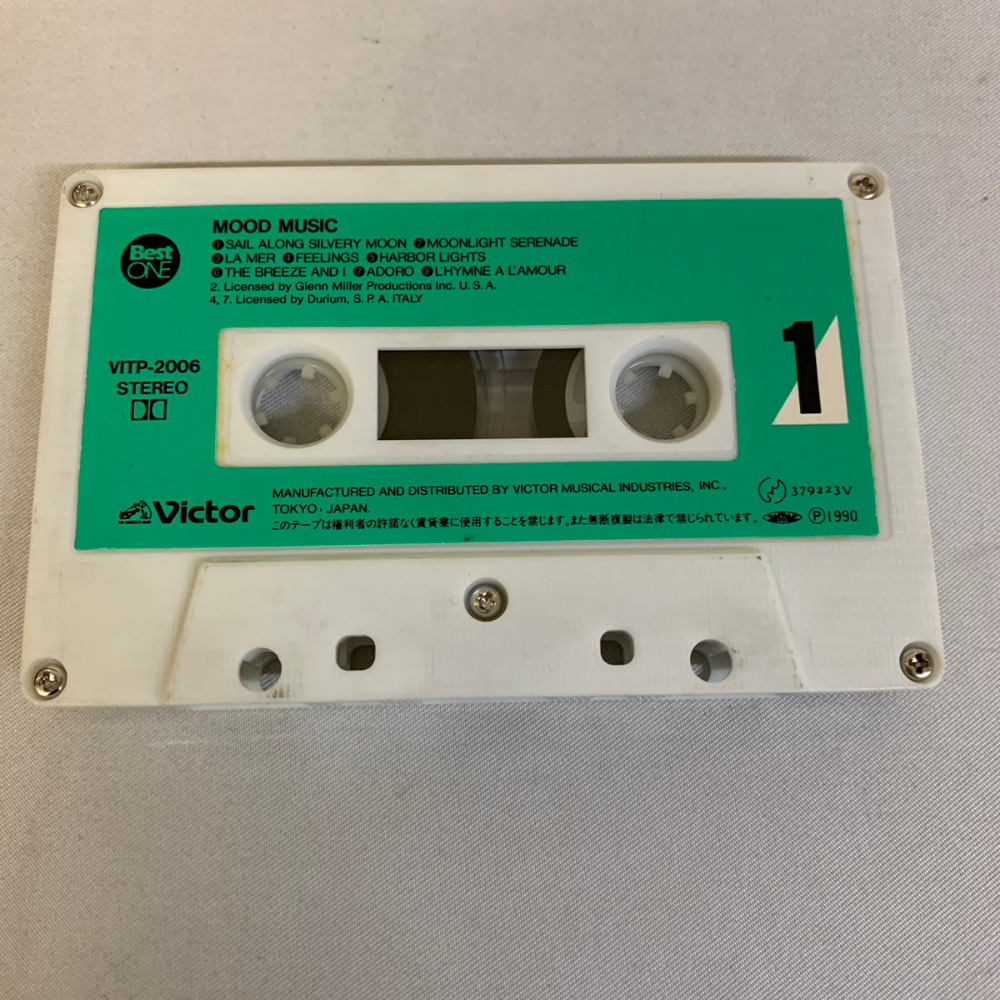 Best
ONE
MOOD MUSIC
❶SAIL ALONG SILVERY MOON ❷MOONLIGHT SERENADE
❸LA MER ❹FEELINGS ❺HARBOR LIGHTS
❻THE BREEZE AND I ❼ADORO ❽L'HYMNE A L'AMOUR
2. Licensed by Glenn Miller Productions Inc. U.S.A.
4, 7. Licensed by Durium, S. P. A. ITALY
VITP-2006
STEREO
1
Victor
MANUFACTURED AND DISTRIBUTED BY VICTOR MUSICAL INDUSTRIES, INC.,
TOKYO, JAPAN.
このテープは権利者の許諾なく賃貸業に使用することを禁じます。また無断複製は法律で禁じられています。
379223V
Ⓟ1990